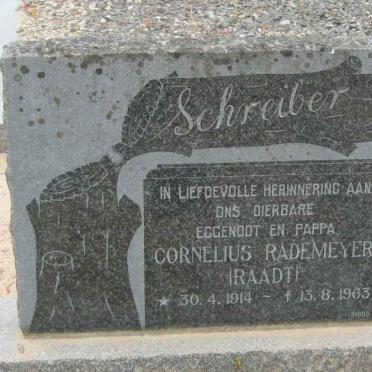 Schreiber
IN LIEFDEVOLLE HERINNERING AAN
ONS DIERBARE
EGGENOOT EN PAPPA
CORNELIUS RADEMEYER
(RAADT)
★ 30.4.1914 – † 13.8.1963